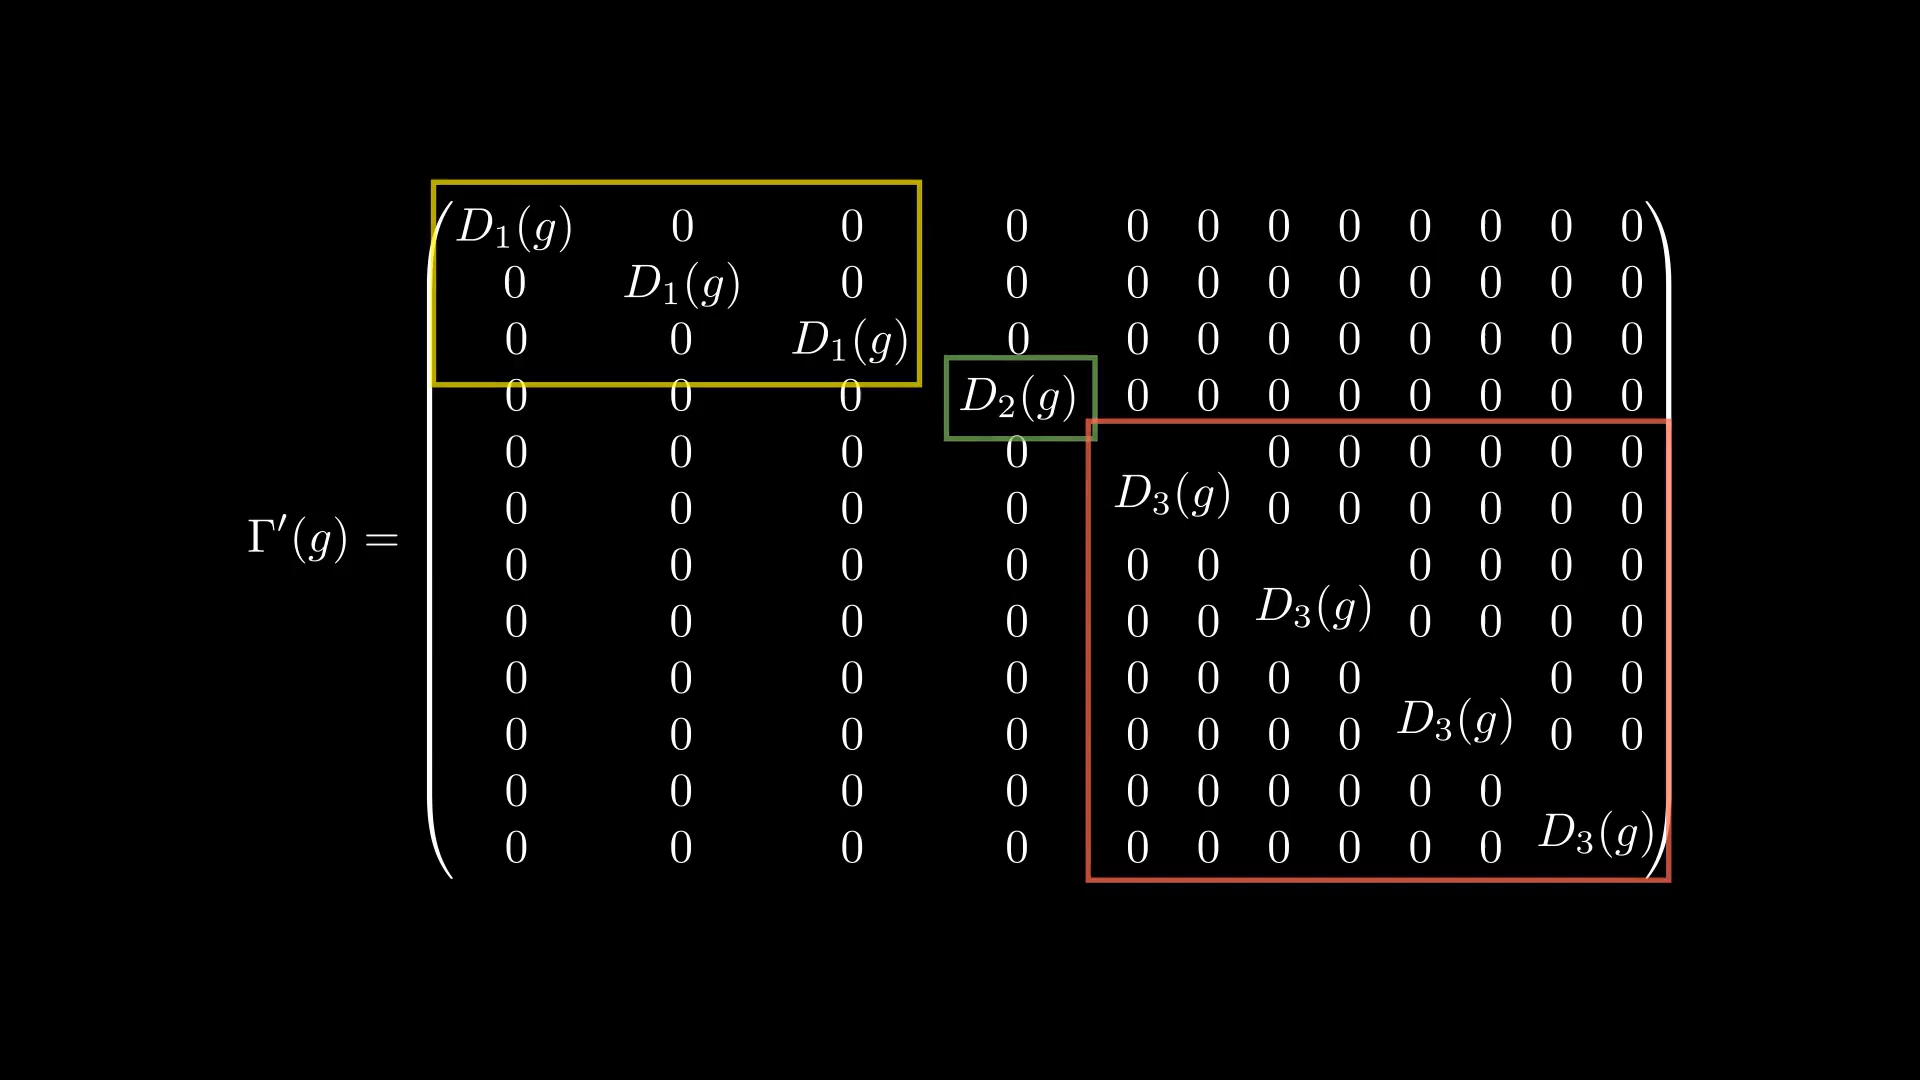 D₁(g) 0 0 0 0 0 0 0 0 0 0 0
0 D₁(g) 0 0 0 0 0 0 0 0 0 0
0 0 D₁(g) 0 0 0 0 0 0 0 0 0
0 0 0 D₂(g) 0 0 0 0 0 0 0 0
0 0 0 0 0 0 0 0 0 0
D₃(g)
0 0 0 0 0 0 0 0 0 0
Γ′(g) =
0 0 0 0 0 0 0 0 0 0
D₃(g)
0 0 0 0 0 0 0 0 0 0
0 0 0 0 0 0 0 0 0 0
D₃(g)
0 0 0 0 0 0 0 0 0 0
0 0 0 0 0 0 0 0 0 0
D₃(g)
0 0 0 0 0 0 0 0 0 0